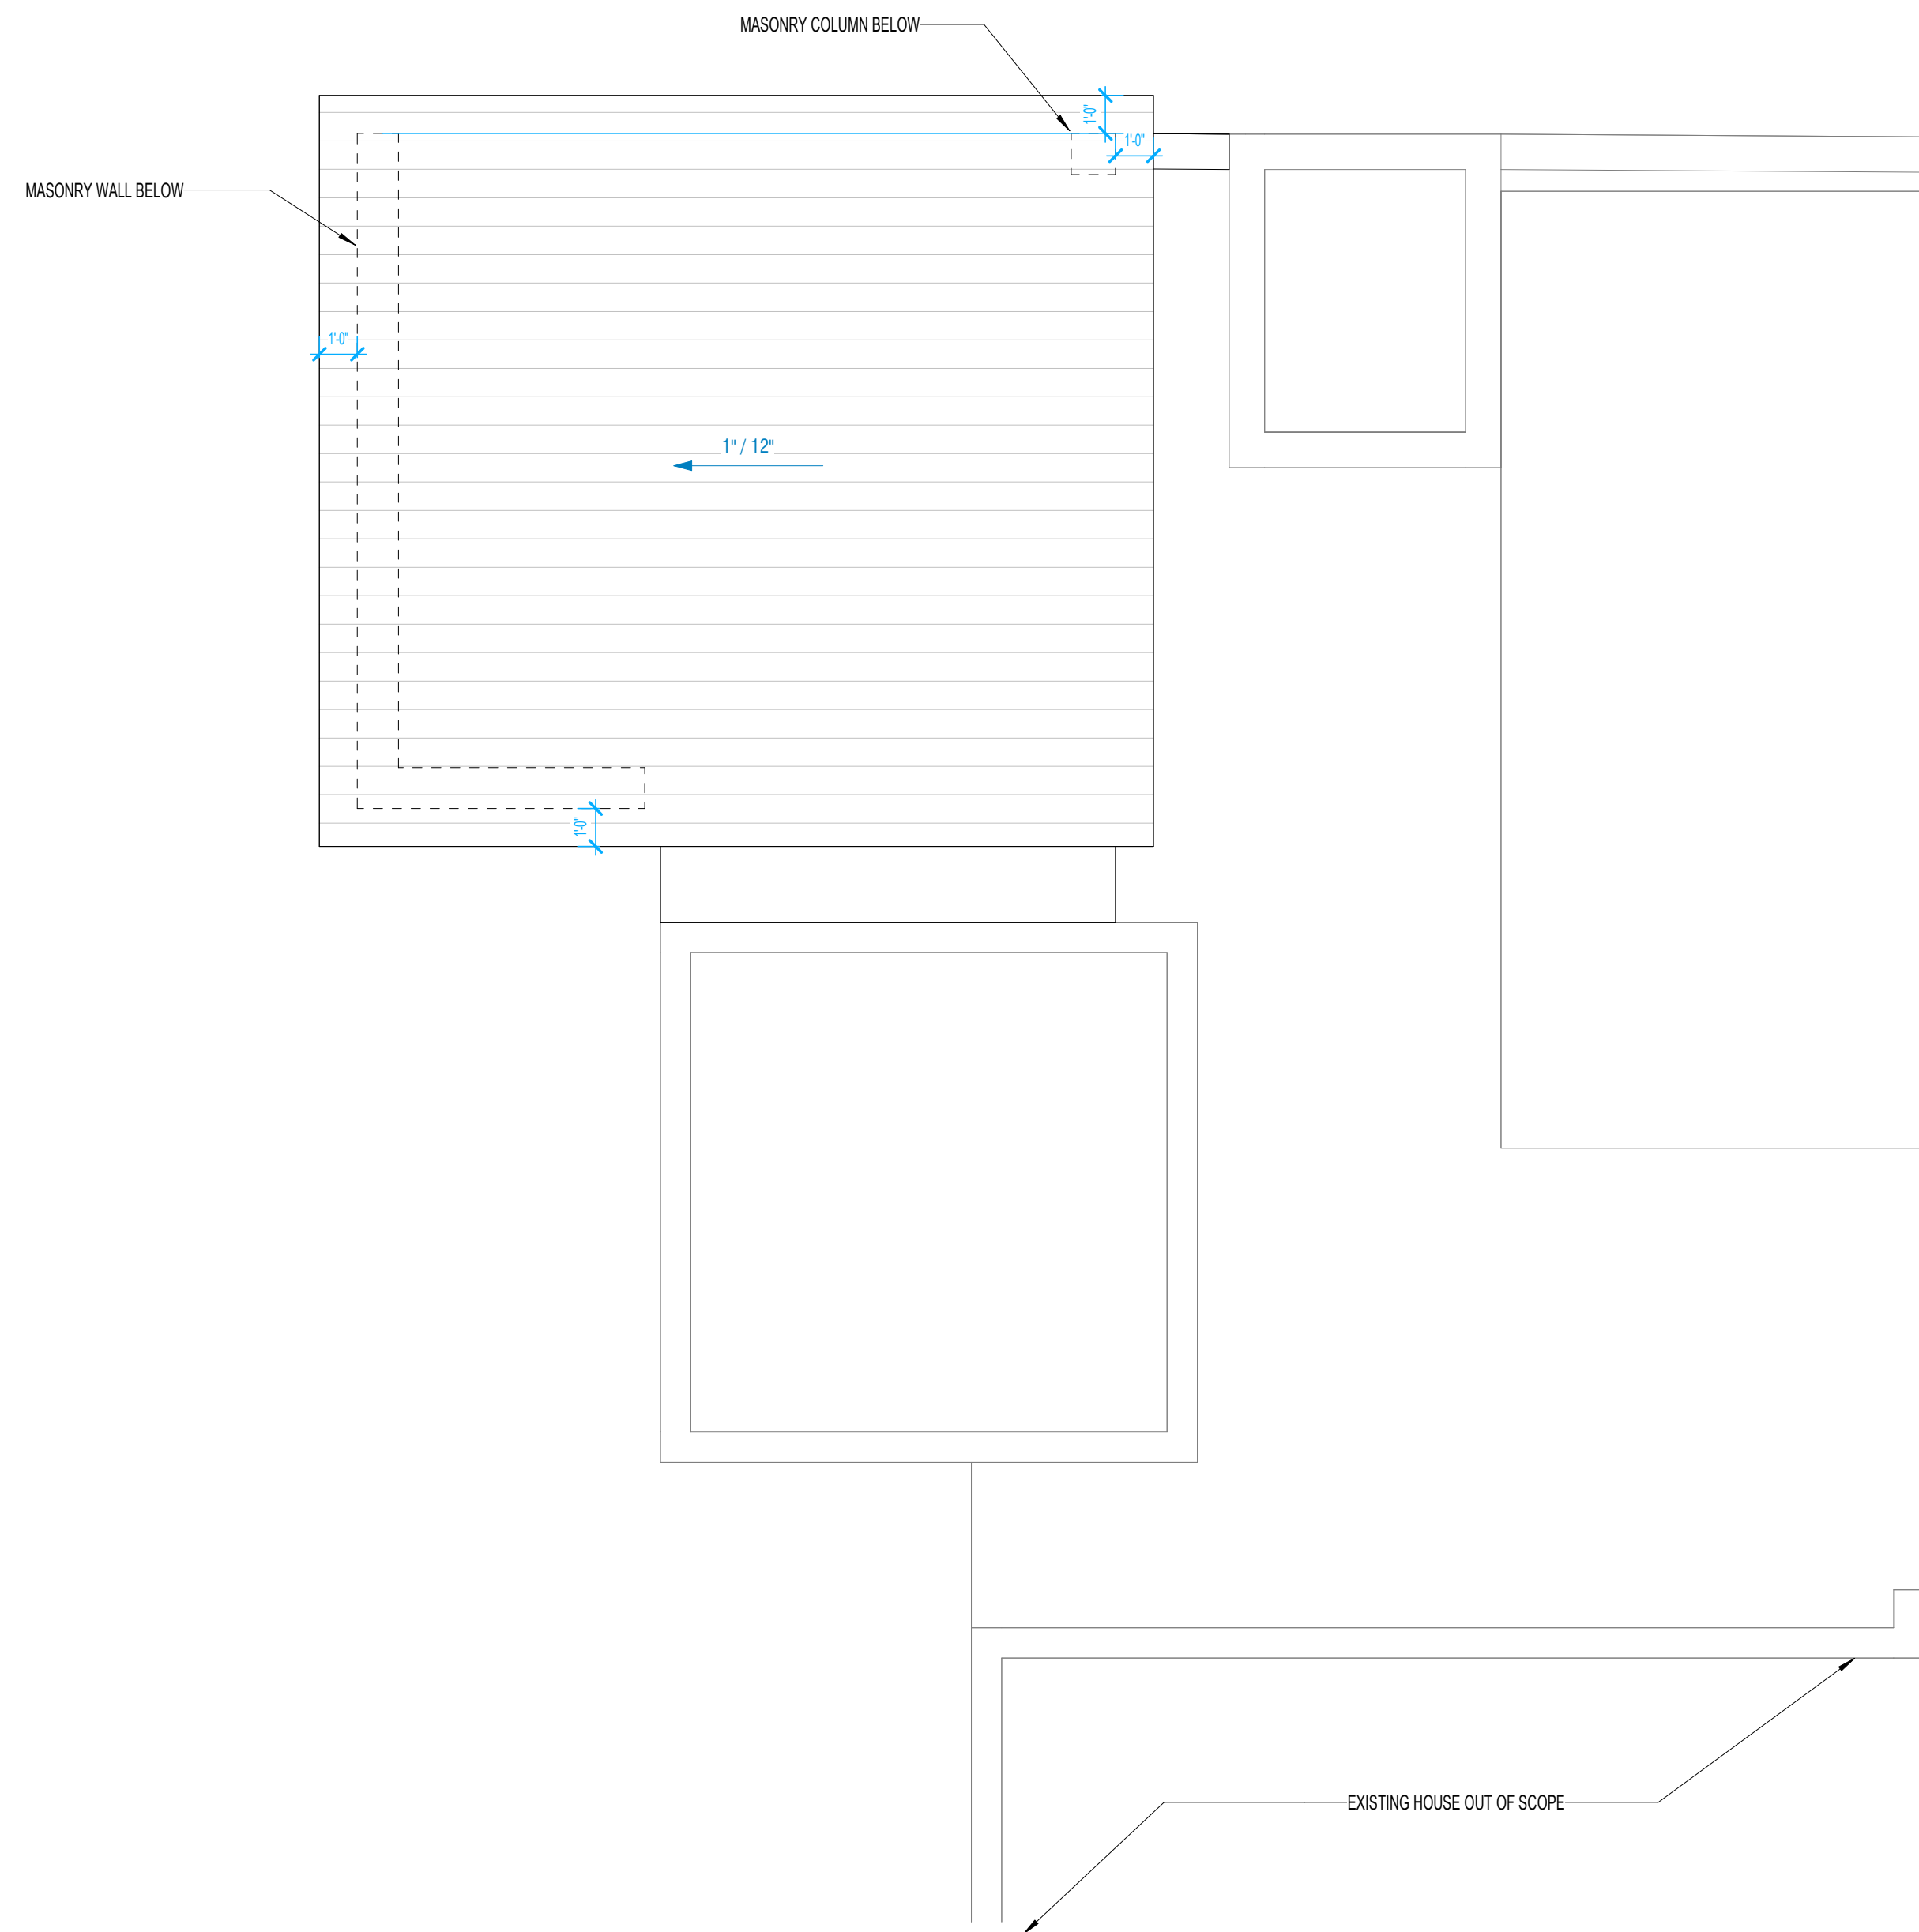 MASONRY COLUMN BELOW
1'-0"
1'-0"
MASONRY WALL BELOW
1'-0"
1" / 12"
1'-0"
EXISTING HOUSE OUT OF SCOPE